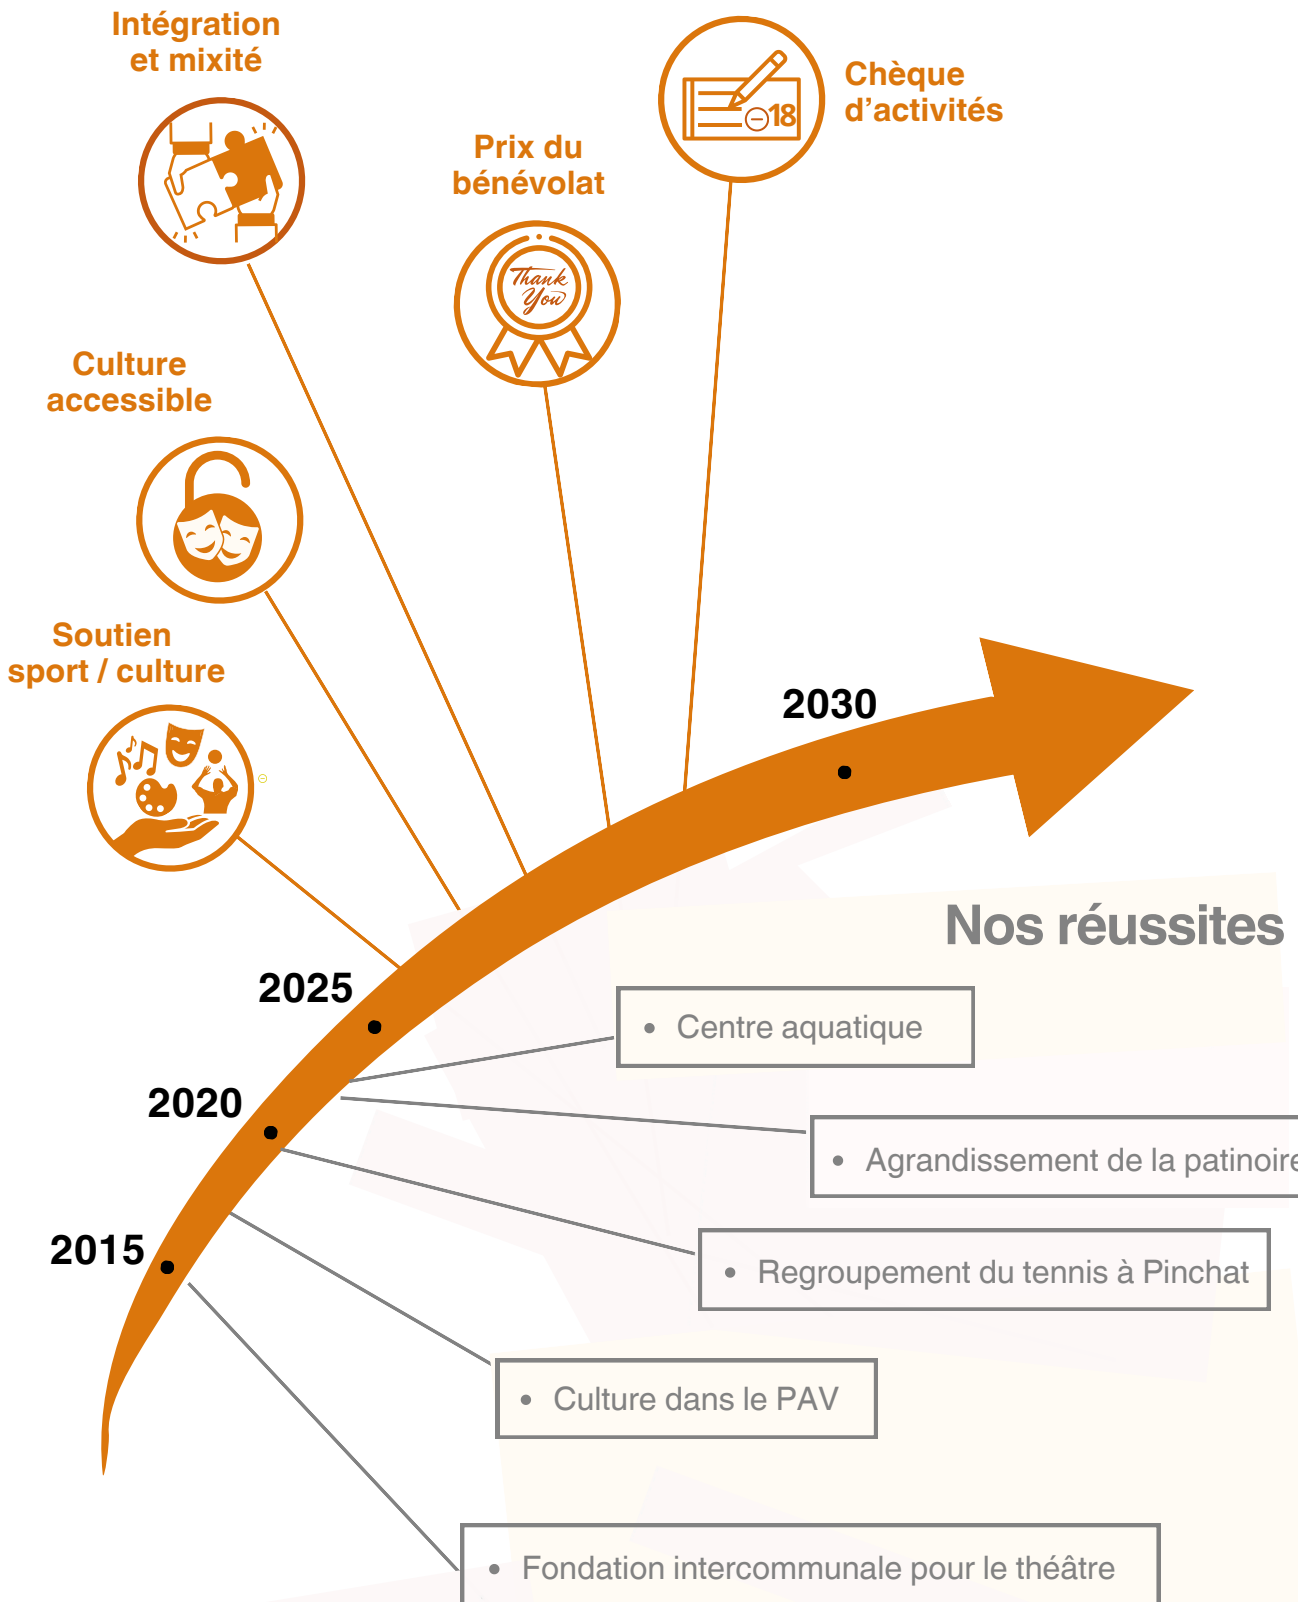 Intégration
et mixité
Chèque
d'activités
-18
Prix du
bénévolat
Thank
You
Culture
accessible
Soutien
sport / culture
2030
Nos réussites
2025
• Centre aquatique
2020
• Agrandissement de la patinoire
2015
• Regroupement du tennis à Pinchat
• Culture dans le PAV
• Fondation intercommunale pour le théâtre